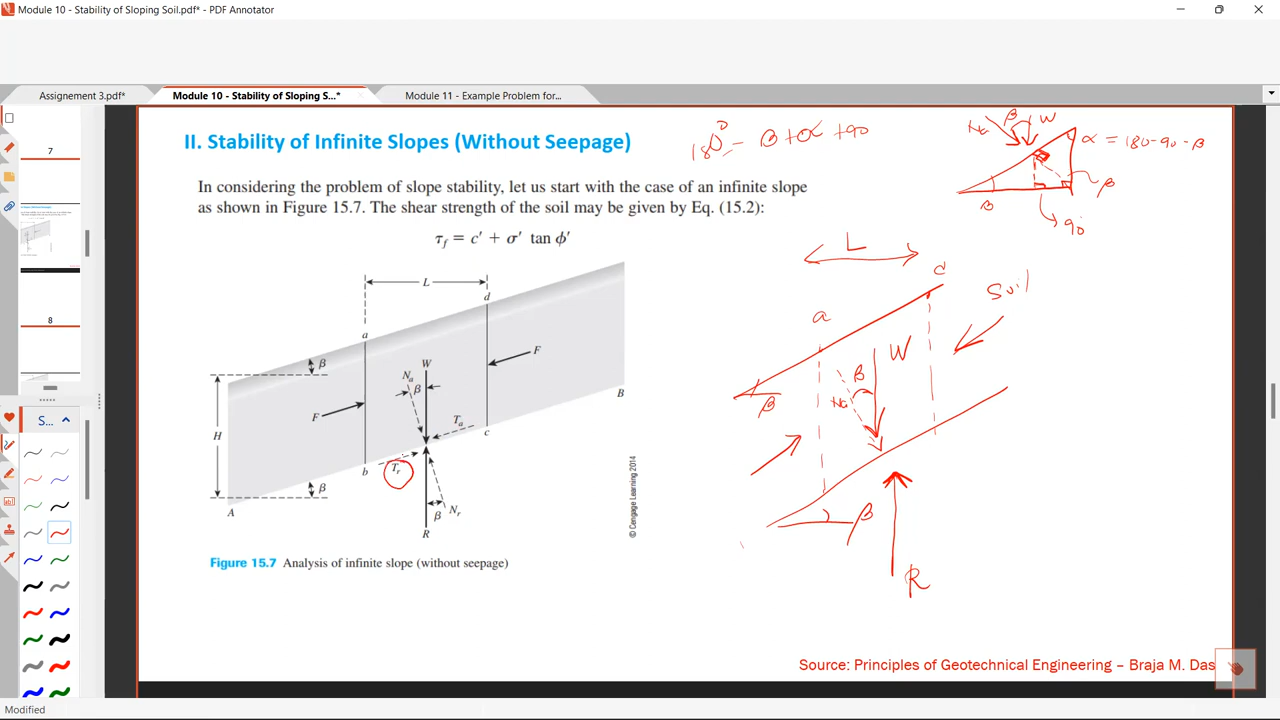 Module 10 - Stability of Sloping Soil.pdf* - PDF Annotator
Assignement 3.pdf*
Module 10 - Stability of Sloping S...*
Module 11 - Example Problem for...
7
8
S...
II. Stability of Infinite Slopes (Without Seepage)
180° = β + α + 90
Na
β
W
α = 180-90-β
β
β
90
In considering the problem of slope stability, let us start with the case of an infinite slope
as shown in Figure 15.7. The shear strength of the soil may be given by Eq. (15.2):
τf = c′ + σ′ tan ϕ′
L
a
d
β
H
F
F
W
Na
β
Ta
Tr
b
c
B
β
A
β
Nr
R
© Cengage Learning 2014
Figure 15.7 Analysis of infinite slope (without seepage)
L
a
d
Soil
W
β
Na
β
β
R
Source: Principles of Geotechnical Engineering – Braja M. Das
Modified